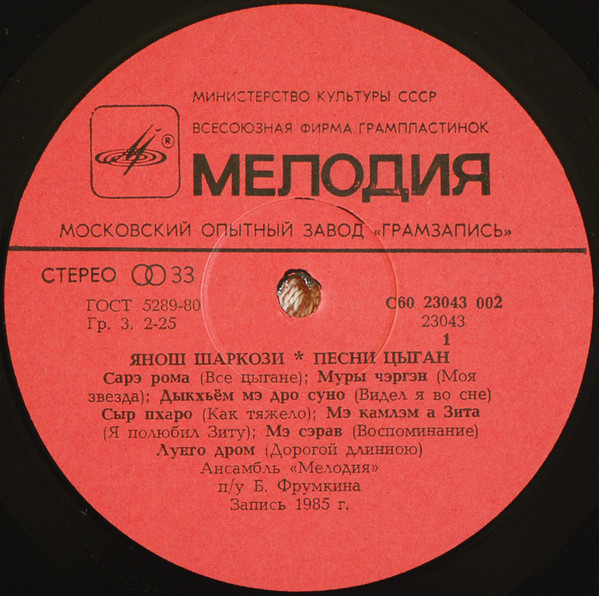 МИНИСТЕРСТВО КУЛЬТУРЫ СССР
ВСЕСОЮЗНАЯ ФИРМА ГРАМПЛАСТИНОК
®
МЕЛОДИЯ
МОСКОВСКИЙ ОПЫТНЫЙ ЗАВОД «ГРАМЗАПИСЬ»
СТЕРЕО 33
ГОСТ 5289-80
Гр. 3. 2-25
С60 23043 002
23043
1
ЯНОШ ШАРКОЗИ * ПЕСНИ ЦЫГАН
Сарэ рома (Все цыгане); Муры чэргэн (Моя
звезда); Дыкхьём мэ дро суно (Видел я во сне)
Сыр пхаро (Как тяжело); Мэ камлэм а Зита
(Я полюбил Зиту); Мэ сэрав (Воспоминание)
Лунго дром (Дорогой длинною)
Ансамбль «Мелодия»
п/у Б. Фрумкина
Запись 1985 г.